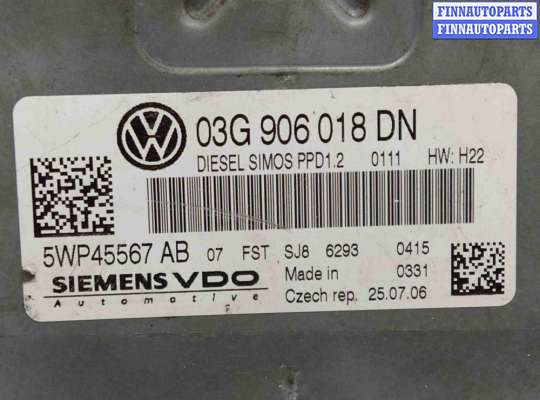 FINNAUTOPARTS
FINNAUTOPARTS
03G 906 018 DN
DIESEL SIMOS PPD1.2 0111 HW: H22
5WP45567 AB 07 FST SJ8 6293 0415
SIEMENS VDO Made in 0331
Automotive Czech rep. 25.07.06